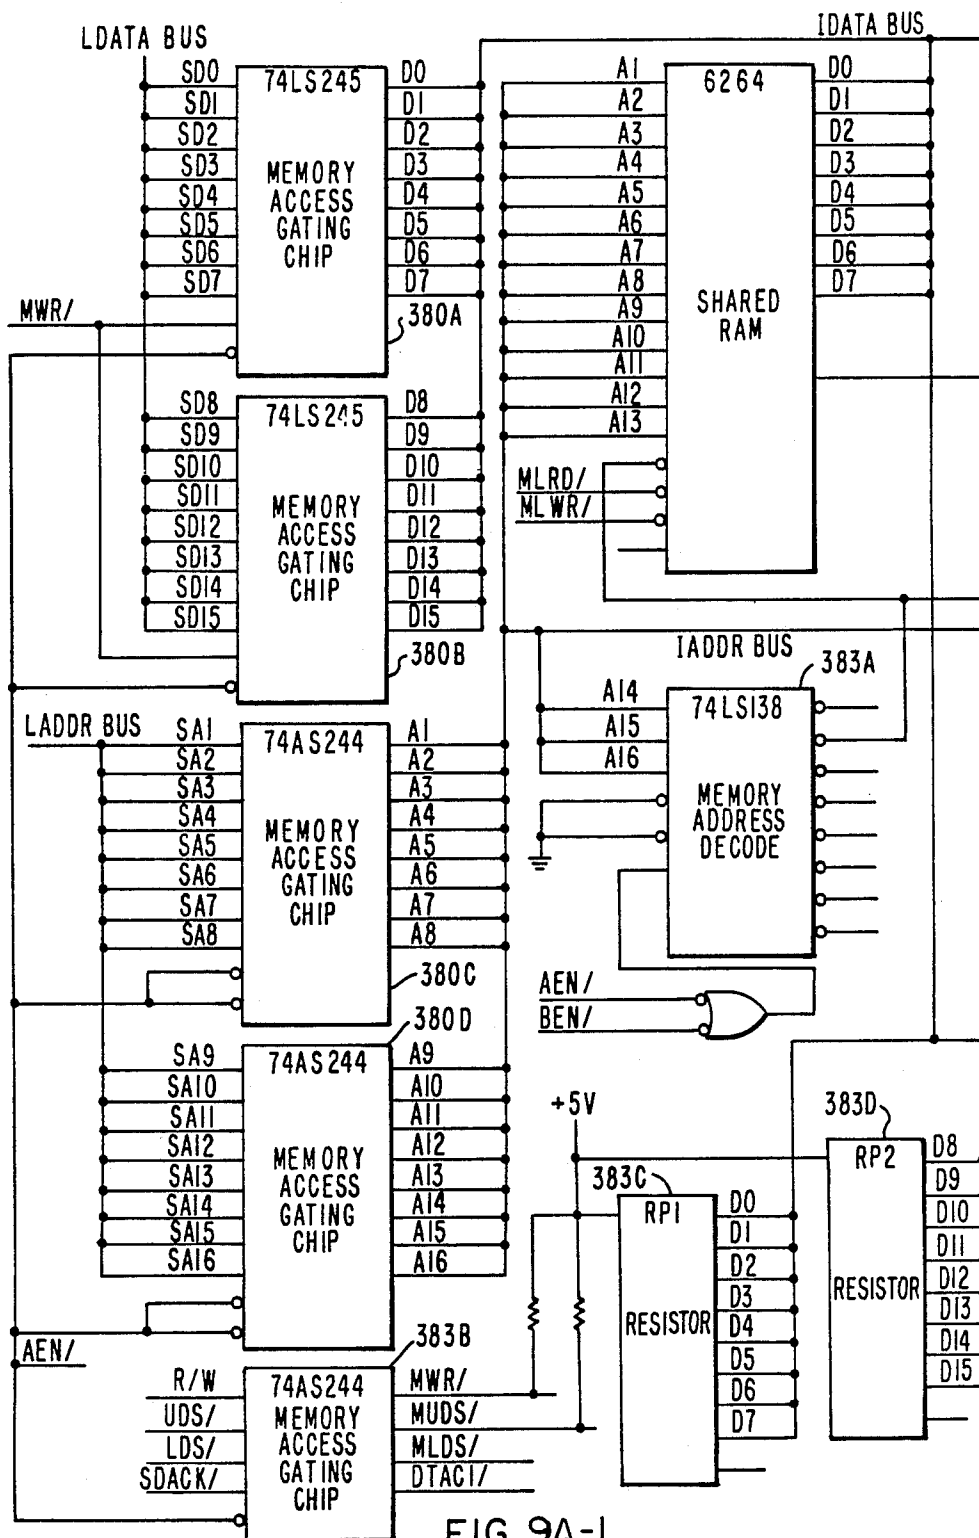 LDATA BUS
IDATA BUS
74LS245
MEMORY
ACCESS
GATING
CHIP
SD0
SD1
SD2
SD3
SD4
SD5
SD6
SD7
D0
D1
D2
D3
D4
D5
D6
D7
MWR/
380A
6264
SHARED
RAM
A1
A2
A3
A4
A5
A6
A7
A8
A9
A10
A11
A12
A13
D0
D1
D2
D3
D4
D5
D6
D7
MLRD/
MLWR/
74LS245
MEMORY
ACCESS
GATING
CHIP
SD8
SD9
SD10
SD11
SD12
SD13
SD14
SD15
D8
D9
D10
D11
D12
D13
D14
D15
380B
IADDR BUS
383A
74LS138
MEMORY
ADDRESS
DECODE
A14
A15
A16
AEN/
BEN/
LADDR BUS
74AS244
MEMORY
ACCESS
GATING
CHIP
SA1
SA2
SA3
SA4
SA5
SA6
SA7
SA8
A1
A2
A3
A4
A5
A6
A7
A8
380C
380D
74AS244
MEMORY
ACCESS
GATING
CHIP
SA9
SA10
SA11
SA12
SA13
SA14
SA15
SA16
A9
A10
A11
A12
A13
A14
A15
A16
AEN/
+5V
383C
RP1
RESISTOR
D0
D1
D2
D3
D4
D5
D6
D7
383D
RP2
RESISTOR
D8
D9
D10
D11
D12
D13
D14
D15
383B
74AS244
MEMORY
ACCESS
GATING
CHIP
R/W
UDS/
LDS/
SDACK/
MWR/
MUDS/
MLDS/
DTACI/
FIG. 9A-1